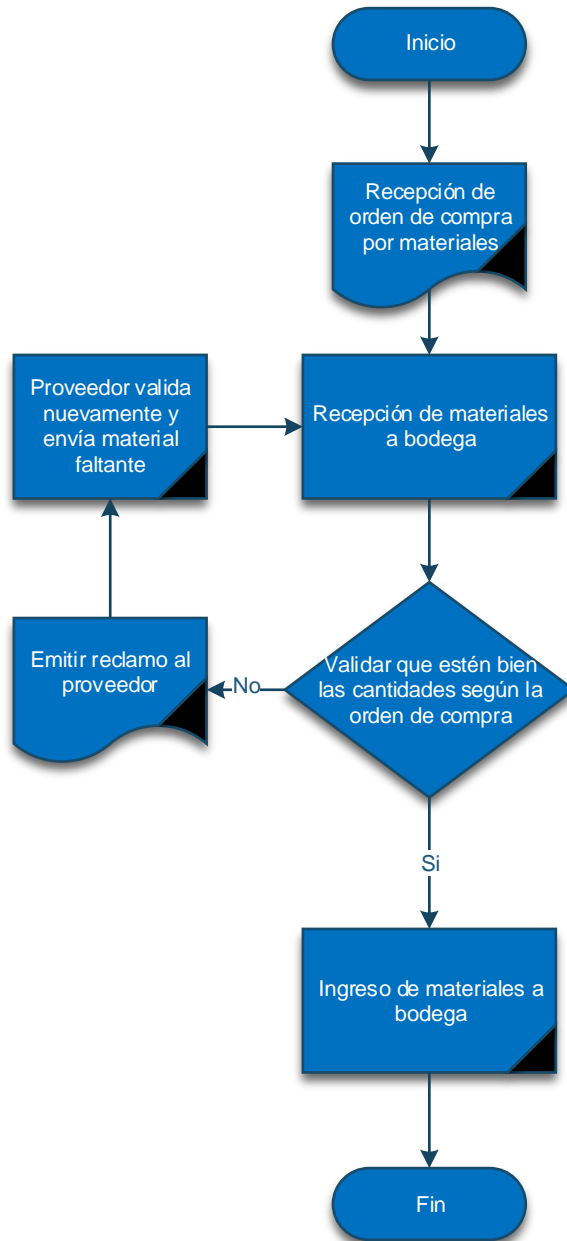 Inicio
Recepción de
orden de compra
por materiales
Proveedor valida
nuevamente y
envía material
faltante
Recepción de materiales
a bodega
Emitir reclamo al
proveedor
No
Validar que estén bien
las cantidades según la
orden de compra
Si
Ingreso de materiales a
bodega
Fin